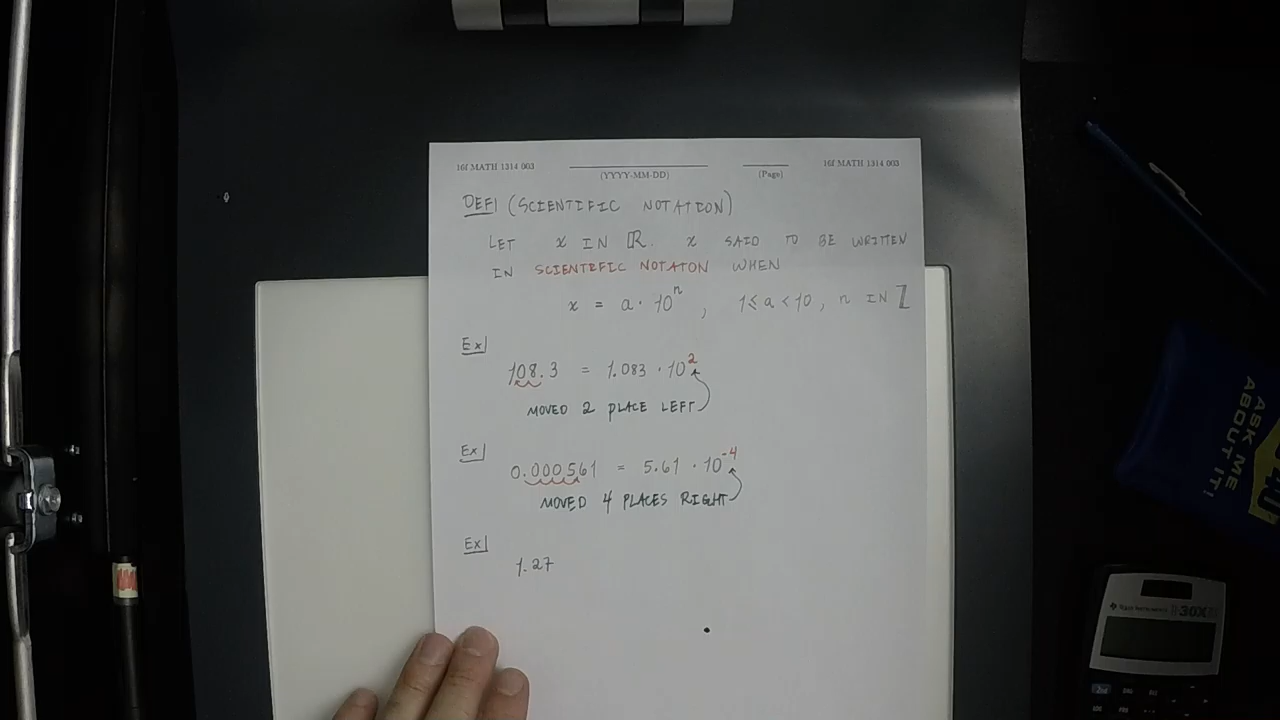 16f MATH 1314 003
(YYYY-MM-DD)
(Page)
16f MATH 1314 003
DEF| (SCIENTIFIC NOTATION)
LET x IN ℝ. x SAID TO BE WRITTEN
IN SCIENTIFIC NOTATON WHEN
x = a · 10^n , 1 ≤ a < 10, n IN ℤ
Ex|
108.3 = 1.083 · 10^2
MOVED 2 PLACE LEFT
Ex|
0.000561 = 5.61 · 10^-4
MOVED 4 PLACES RIGHT
Ex|
1.27
ASK ME
ABOUT IT!
Texas Instruments
2nd